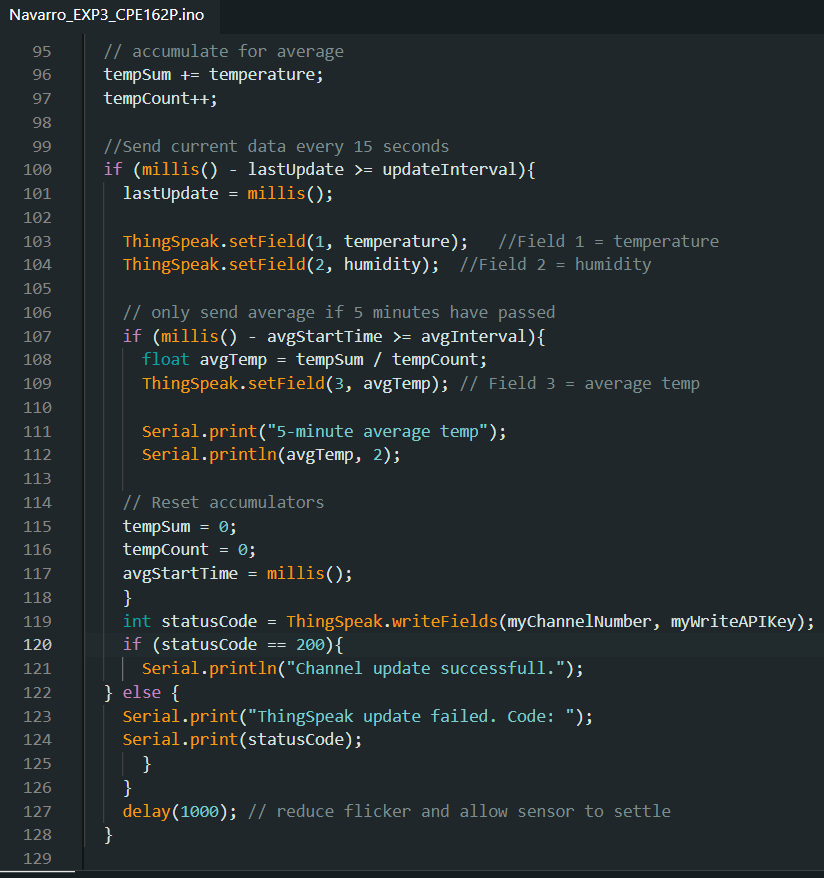 Navarro_EXP3_CPE162P.ino
95 // accumulate for average
96 tempSum += temperature;
97 tempCount++;
98
99 //Send current data every 15 seconds
100 if (millis() - lastUpdate >= updateInterval){
101 lastUpdate = millis();
102
103 ThingSpeak.setField(1, temperature); //Field 1 = temperature
104 ThingSpeak.setField(2, humidity); //Field 2 = humidity
105
106 // only send average if 5 minutes have passed
107 if (millis() - avgStartTime >= avgInterval){
108 float avgTemp = tempSum / tempCount;
109 ThingSpeak.setField(3, avgTemp); // Field 3 = average temp
110
111 Serial.print("5-minute average temp");
112 Serial.println(avgTemp, 2);
113
114 // Reset accumulators
115 tempSum = 0;
116 tempCount = 0;
117 avgStartTime = millis();
118 }
119 int statusCode = ThingSpeak.writeFields(myChannelNumber, myWriteAPIKey);
120 if (statusCode == 200){
121 Serial.println("Channel update successfull.");
122 } else {
123 Serial.print("ThingSpeak update failed. Code: ");
124 Serial.print(statusCode);
125 }
126 }
127 delay(1000); // reduce flicker and allow sensor to settle
128 }
129